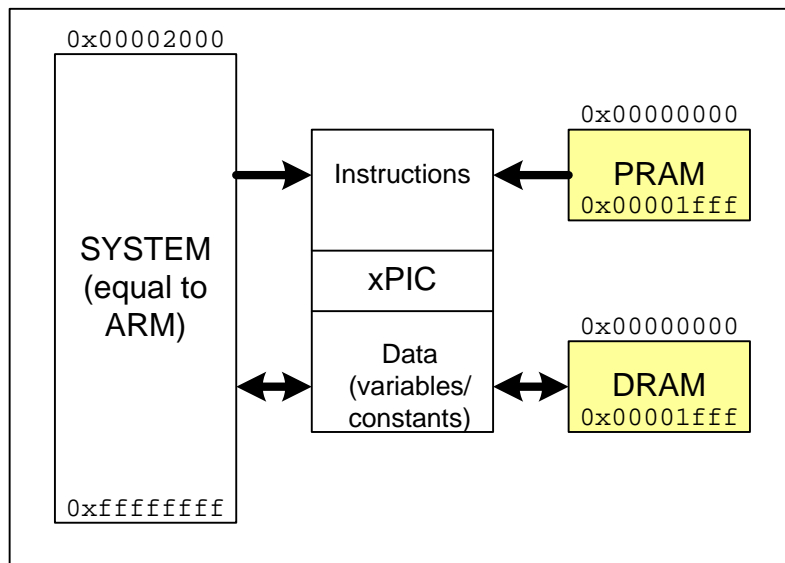 0x00002000
SYSTEM
(equal to
ARM)
0xffffffff
Instructions
xPIC
Data
(variables/
constants)
0x00000000
PRAM
0x00001fff
0x00000000
DRAM
0x00001fff